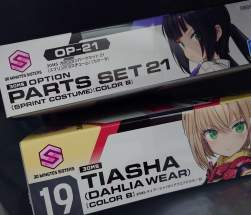 OP-21
30 MINUTES SISTERS
30MS OPTION
PARTS SET 21
(SPRINT COSTUME)[COLOR B]
30 MINUTES SISTERS
30MS
19
TIASHA
(DAHLIA WEAR)
[COLOR B]